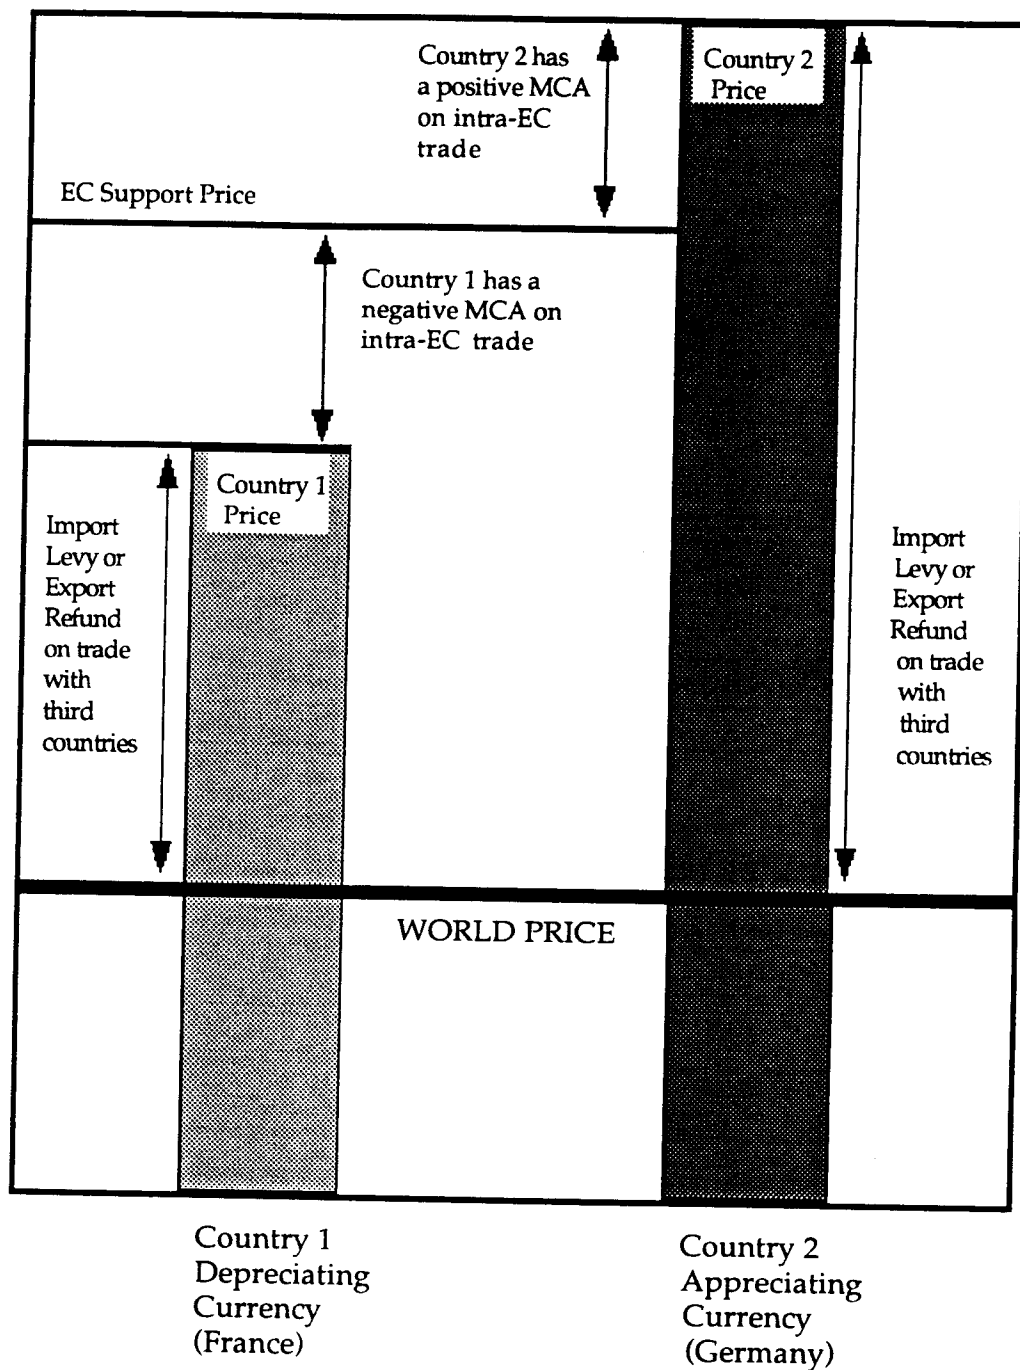 Country 2 has
a positive MCA
on intra-EC
trade
Country 2
Price
EC Support Price
Country 1 has a
negative MCA on
intra-EC trade
Country 1
Price
Import
Levy or
Export
Refund
on trade
with
third
countries
Import
Levy or
Export
Refund
on trade
with
third
countries
WORLD PRICE
Country 1
Depreciating
Currency
(France)
Country 2
Appreciating
Currency
(Germany)